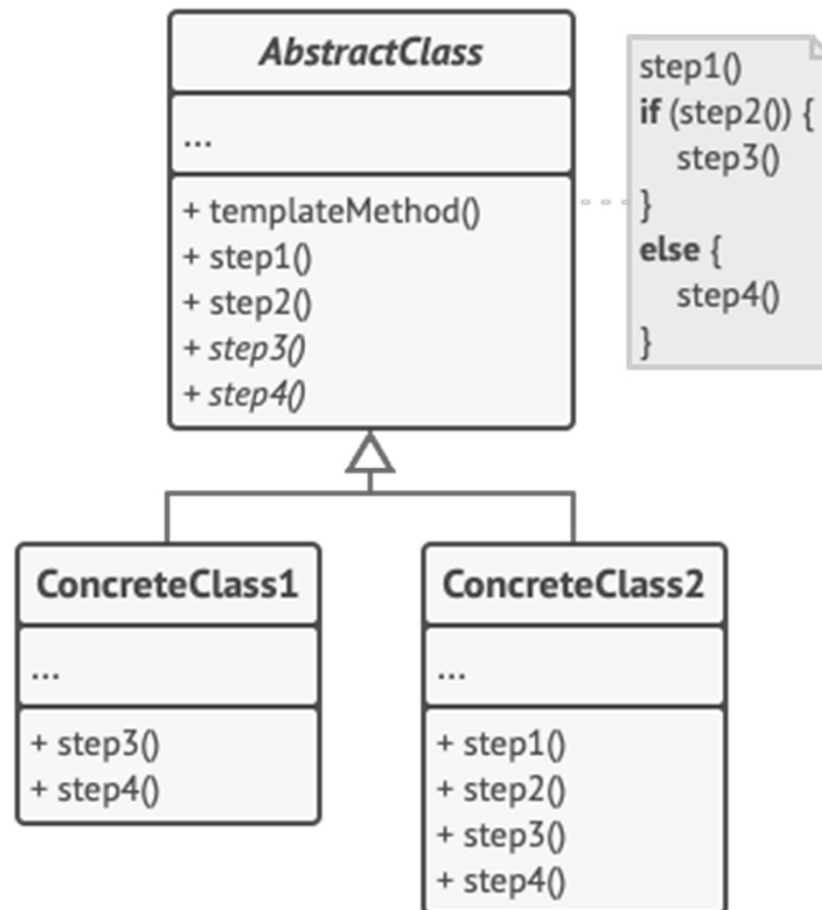 AbstractClass
...
+ templateMethod()
+ step1()
+ step2()
+ step3()
+ step4()
step1()
if (step2()) {
step3()
}
else {
step4()
}
ConcreteClass1
...
+ step3()
+ step4()
ConcreteClass2
...
+ step1()
+ step2()
+ step3()
+ step4()